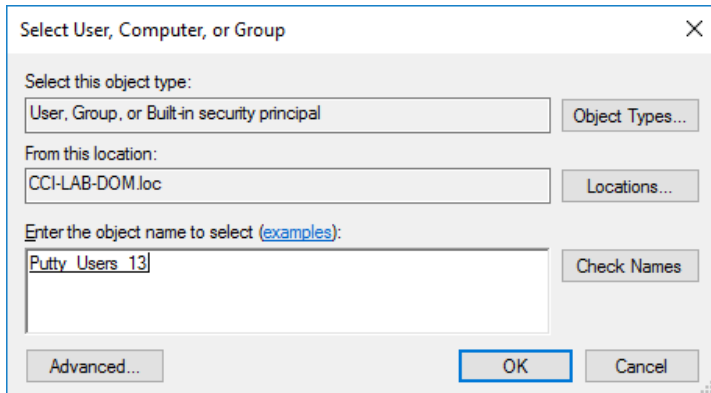 Select User, Computer, or Group
Select this object type:
User, Group, or Built-in security principal
Object Types...
From this location:
CCI-LAB-DOM.loc
Locations...
Enter the object name to select (examples):
Putty_Users_13
Check Names
Advanced...
OK
Cancel